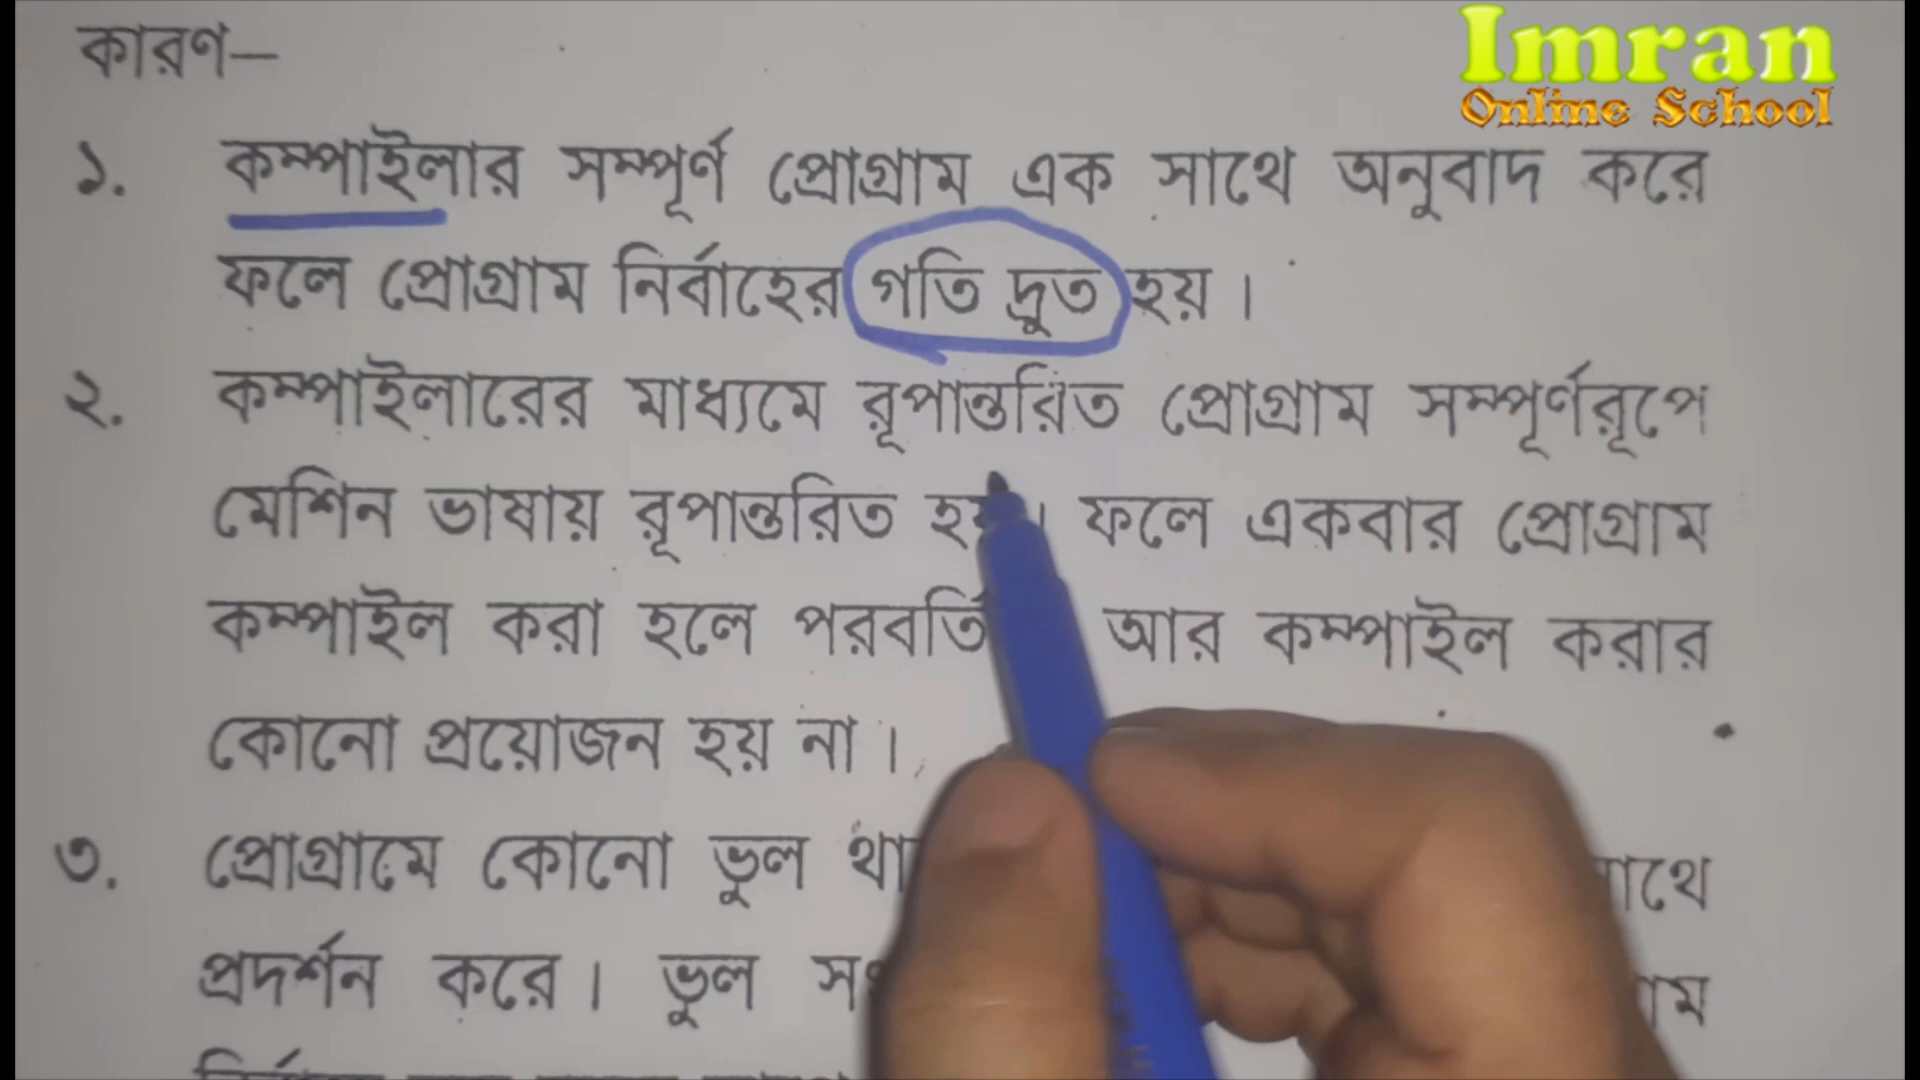 কারণ—
Imran
Online School
১. কম্পাইলার সম্পূর্ণ প্রোগ্রাম এক সাথে অনুবাদ করে
ফলে প্রোগ্রাম নির্বাহের গতি দ্রুত হয়।
২. কম্পাইলারের মাধ্যমে রূপান্তরিত প্রোগ্রাম সম্পূর্ণরূপে
মেশিন ভাষায় রূপান্তরিত হয়। ফলে একবার প্রোগ্রাম
কম্পাইল করা হলে আর কম্পাইল করার
কোনো প্রয়োজন হয় না।
৩. প্রোগ্রামে কোনো ভুল
প্রদর্শন করে। ভুল